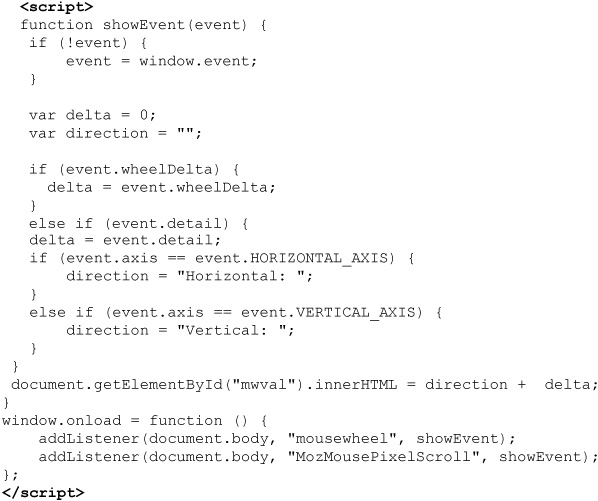 <script>
function showEvent(event) {
if (!event) {
event = window.event;
}
var delta = 0;
var direction = "";
if (event.wheelDelta) {
delta = event.wheelDelta;
}
else if (event.detail) {
delta = event.detail;
if (event.axis == event.HORIZONTAL_AXIS) {
direction = "Horizontal: ";
}
else if (event.axis == event.VERTICAL_AXIS) {
direction = "Vertical: ";
}
}
document.getElementById("mwval").innerHTML = direction +  delta;
}
window.onload = function () {
addListener(document.body, "mousewheel", showEvent);
addListener(document.body, "MozMousePixelScroll", showEvent);
};
</script>